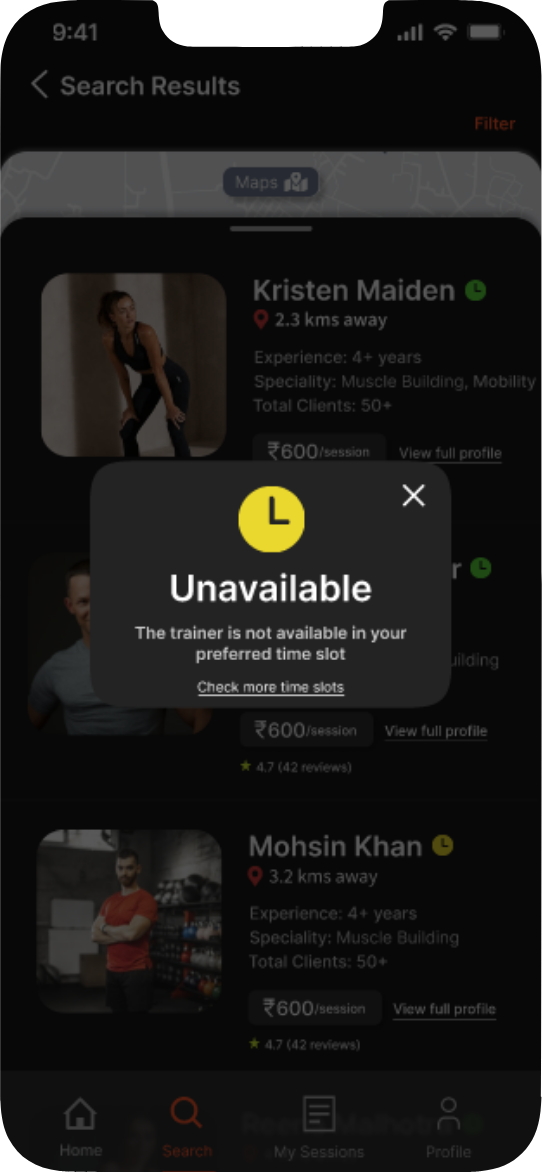 9:41
Search Results
Filter
Maps
Kristen Maiden
2.3 kms away
Experience: 4+ years
Speciality: Muscle Building, Mobility
Total Clients: 50+
₹600/session View full profile
Unavailable
The trainer is not available in your
preferred time slot
Check more time slots
₹600/session View full profile
4.7 (42 reviews)
Mohsin Khan
3.2 kms away
Experience: 4+ years
Speciality: Muscle Building
Total Clients: 50+
₹600/session View full profile
4.7 (42 reviews)
Home Search My Sessions Profile